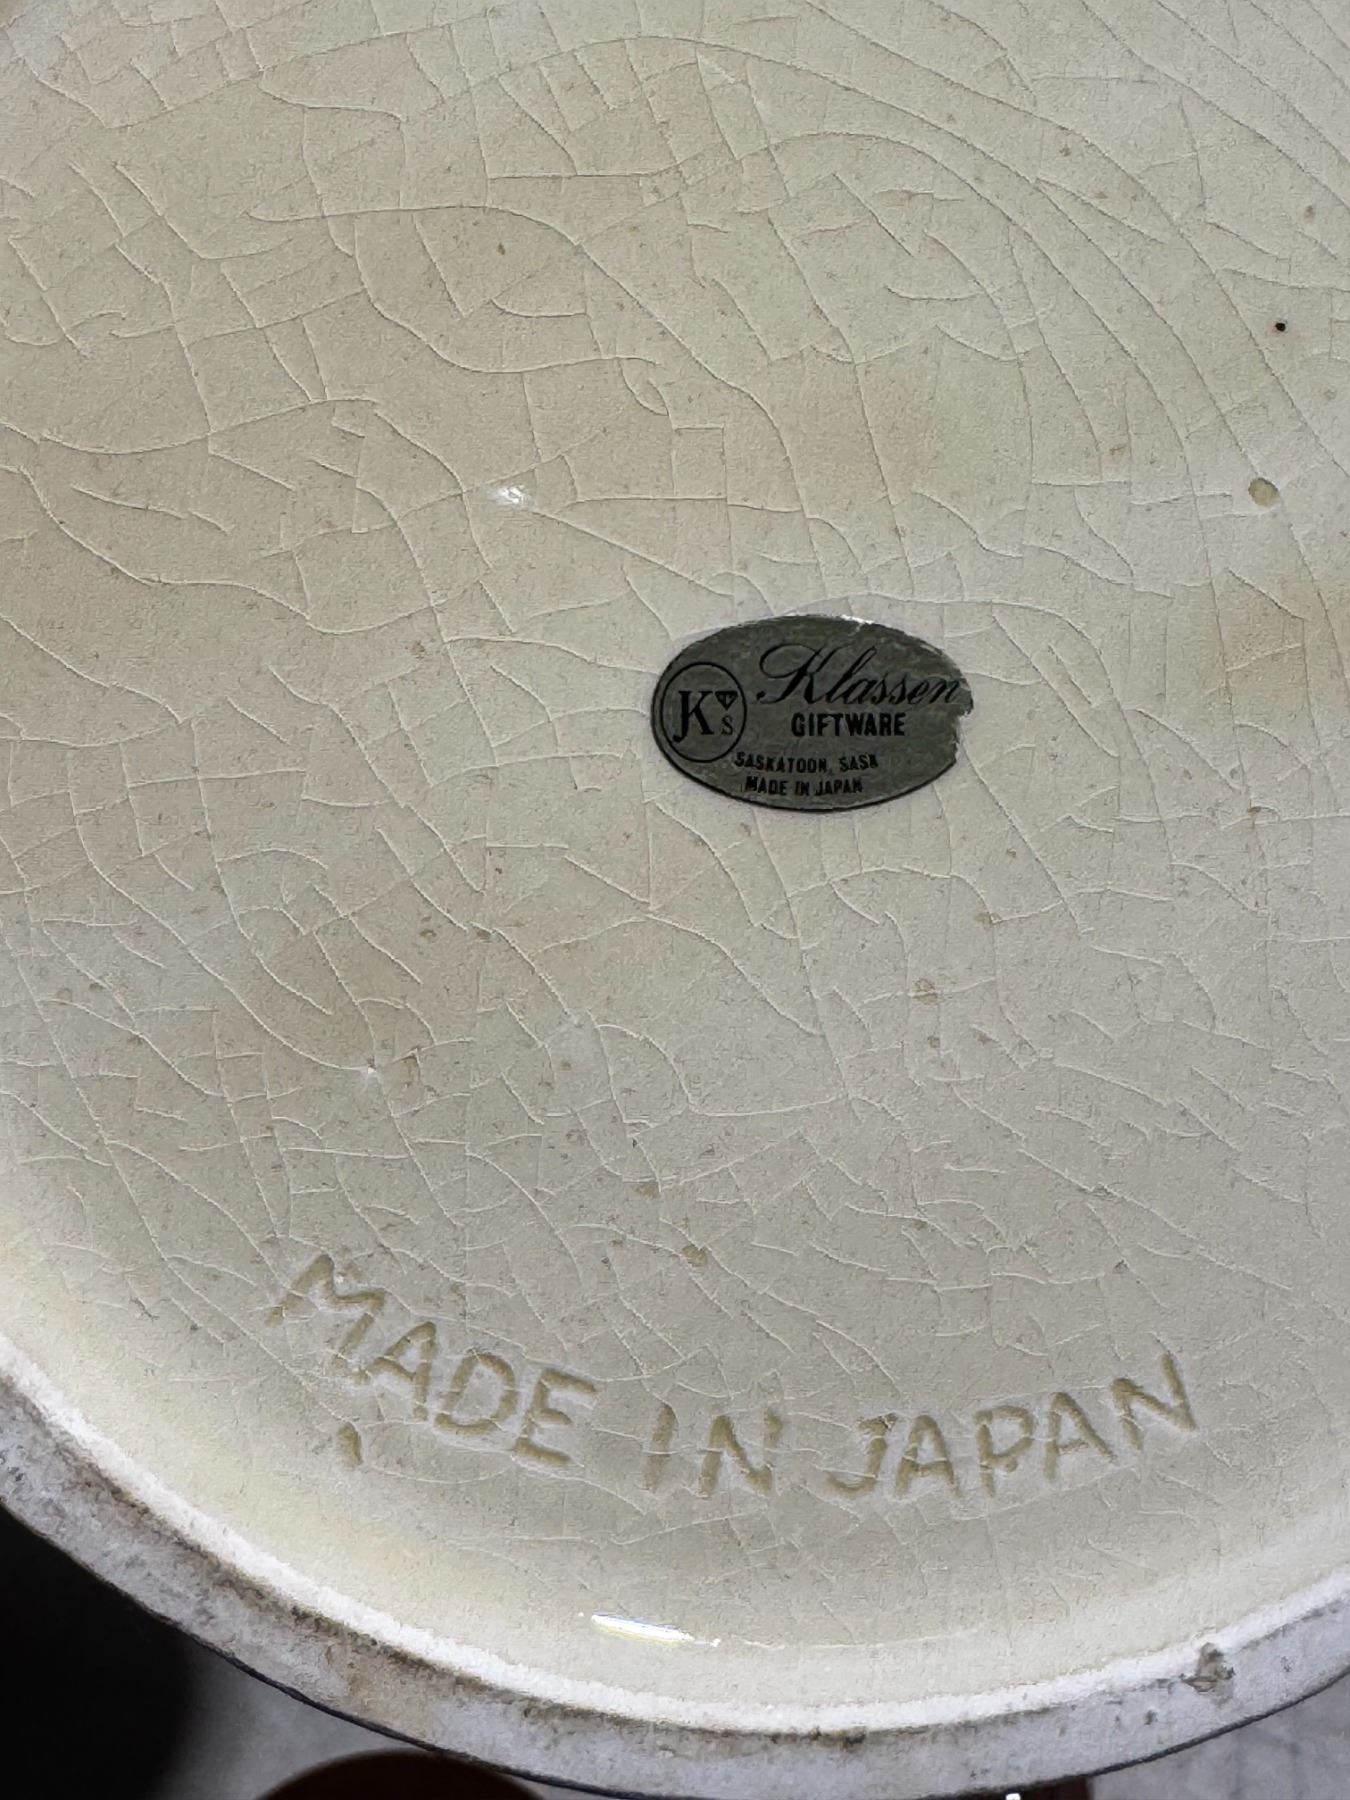 Klassen
K S
GIFTWARE
SASKATOON, SASK
MADE IN JAPAN
MADE IN JAPAN